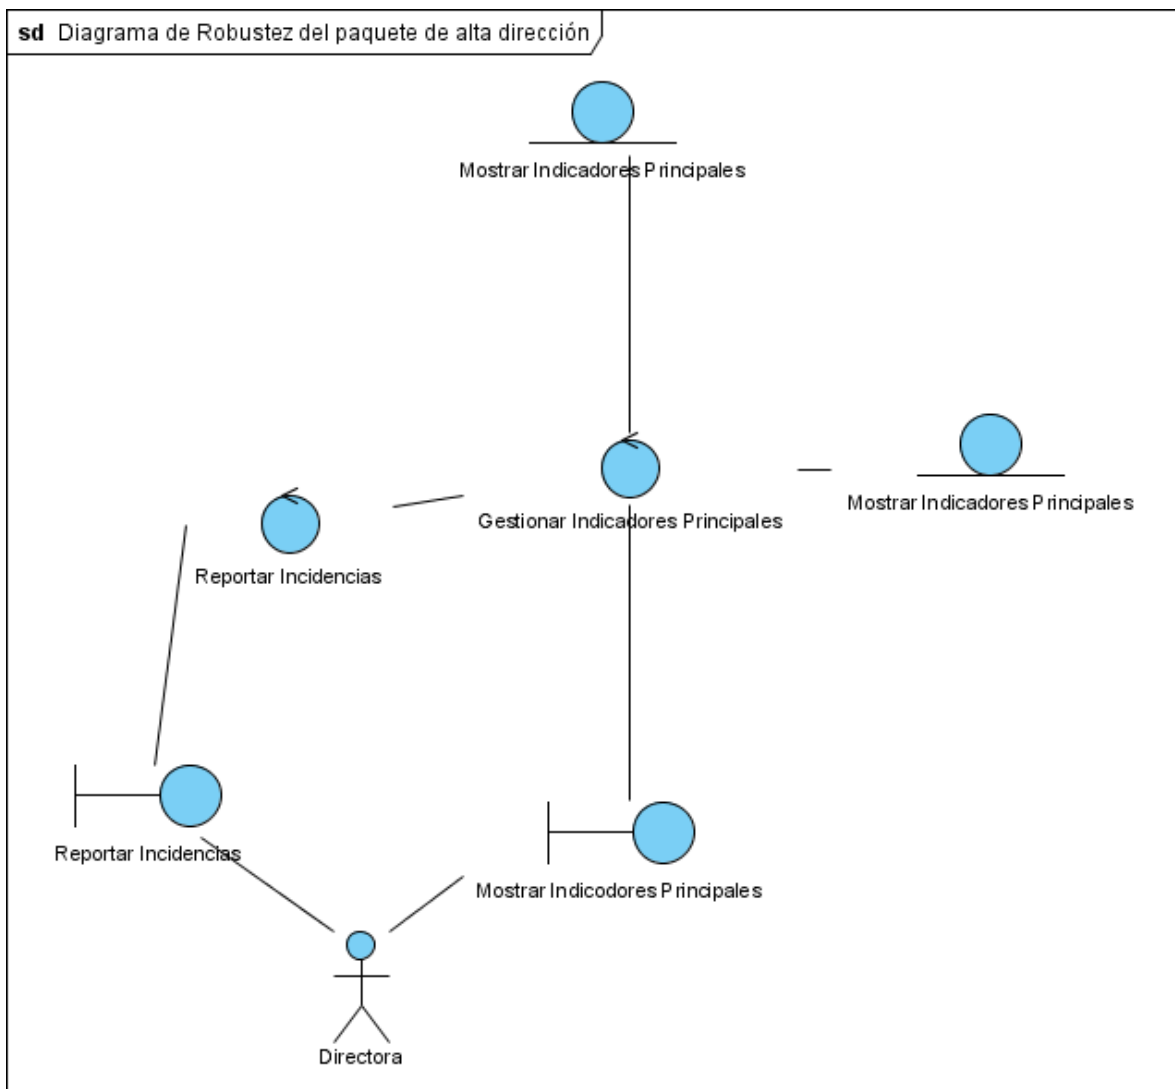 sd Diagrama de Robustez del paquete de alta dirección
Mostrar Indicadores Principales
Mostrar Indicadores Principales
Gestionar Indicadores Principales
Reportar Incidencias
Reportar Incidencias
Mostrar Indicodores Principales
Directora